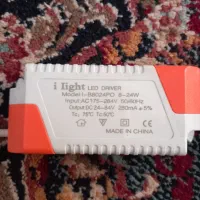 i light LED DRIVER
Model:I-S8024PD 8-24W
Input:AC175-264V 50/60Hz
Output:DC24-84V 280mA ±5%
MADE IN CHINA